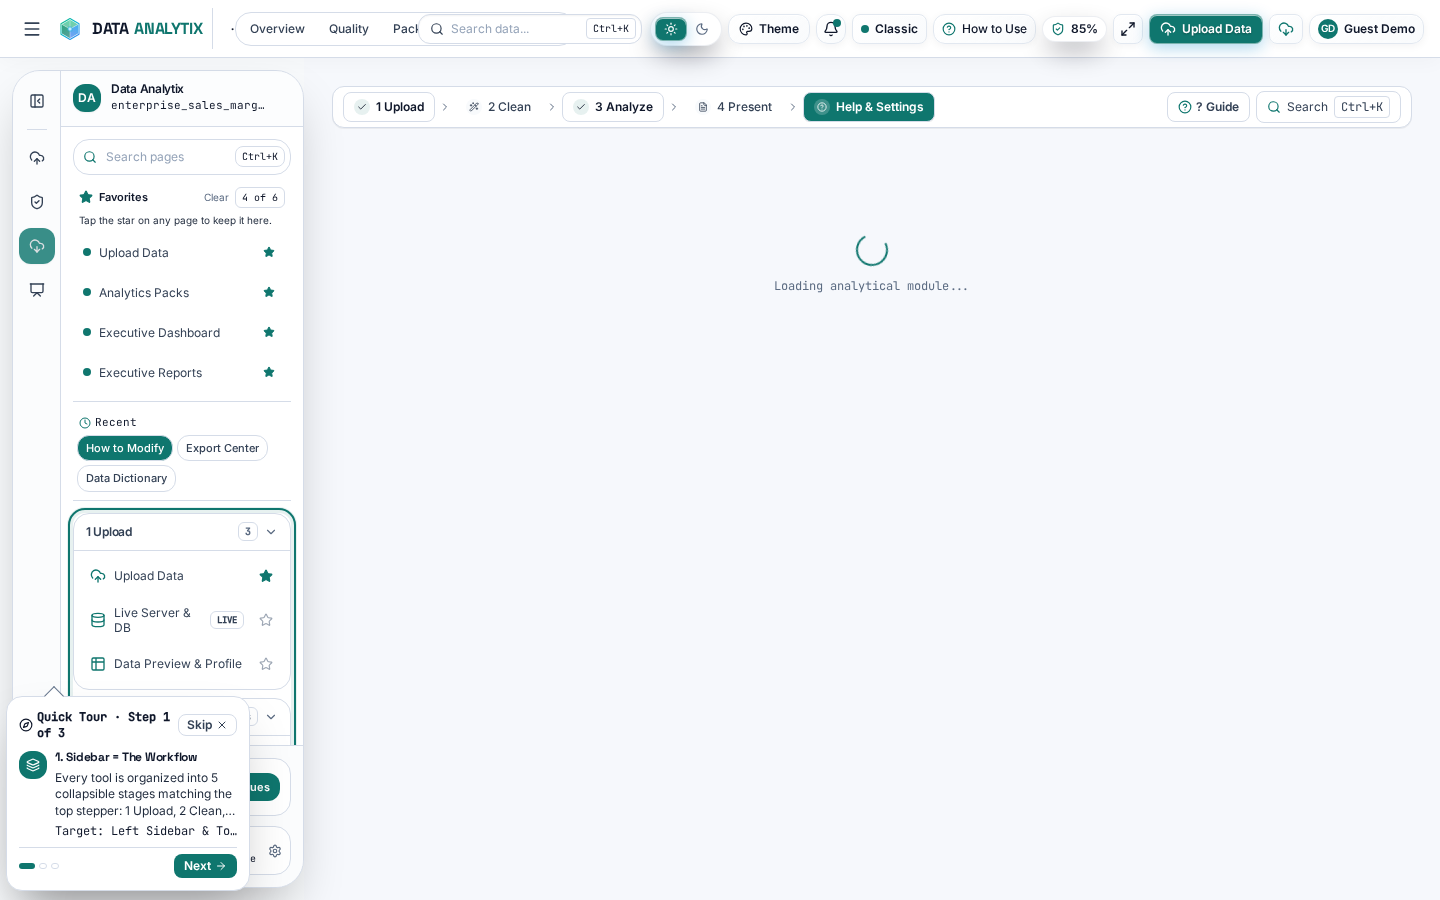 DATA ANALYTIX
Overview
Quality
Search data...
Ctrl+K
Theme
Classic
How to Use
85%
Upload Data
GD
Guest Demo
DA
Data Analytix
enterprise_sales_marg…
1 Upload
2 Clean
3 Analyze
4 Present
Help & Settings
? Guide
Search
Ctrl+K
Search pages
Ctrl+K
Favorites
Clear
4 of 6
Tap the star on any page to keep it here.
Upload Data
Analytics Packs
Executive Dashboard
Executive Reports
Recent
How to Modify
Export Center
Data Dictionary
1 Upload
3
Upload Data
Live Server &
DB
LIVE
Data Preview & Profile
Loading analytical module...
Quick Tour · Step 1
of 3
Skip
1. Sidebar = The Workflow
Every tool is organized into 5
collapsible stages matching the
top stepper: 1 Upload, 2 Clean,…
Target: Left Sidebar & To…
Next